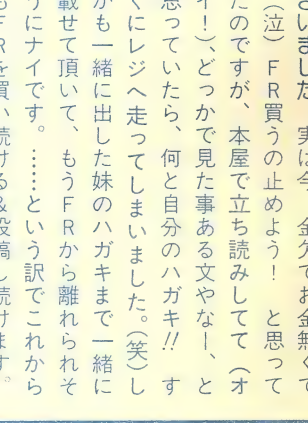 ざいました。実は今、金欠でお金無くて
（泣）ＦＲ買うの止めよう！　と思って
たのですが、本屋で立ち読みしてて（オ
イ！）、どっかで見た事ある文やなー、と
思っていたら、何と自分のハガキ!!　す
ぐにレジへ走ってしまいました。（笑）し
かも一緒に出した妹のハガキまで一緒に
載せて頂いて、もうＦＲから離れられそ
うにナイです。……という訳でこれから
もＦＲを買い続ける&投稿し続けます。